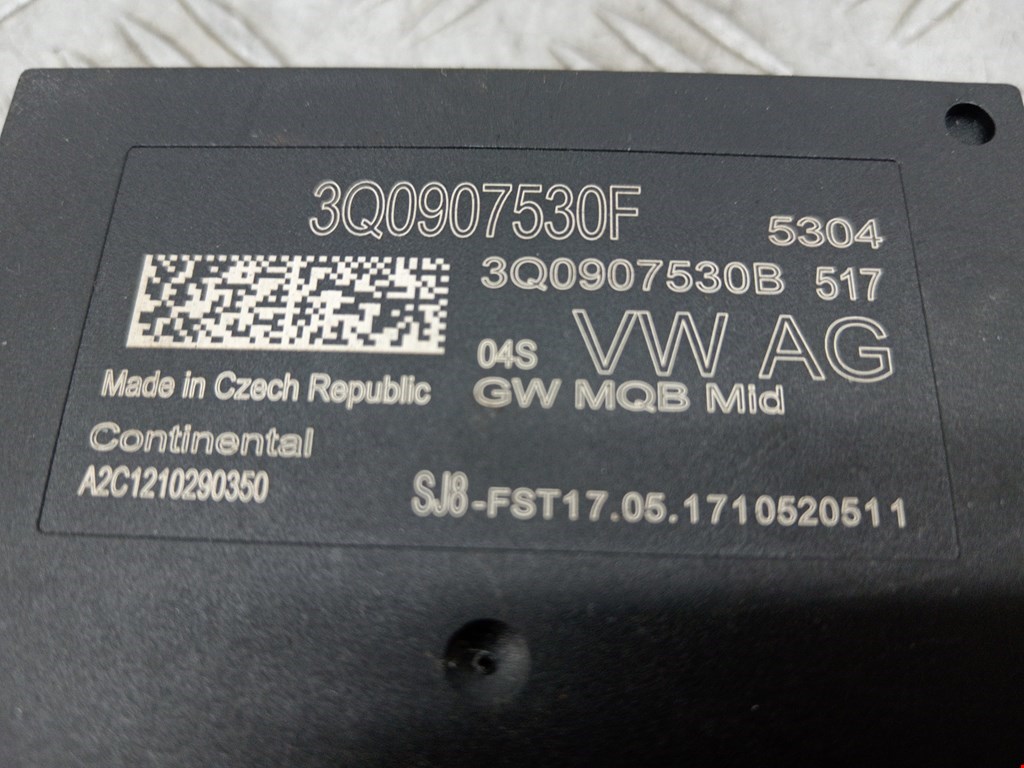 3Q0907530F
5304
3Q0907530B 517
04S VW AG
GW MQB Mid
Made in Czech Republic
Continental
A2C1210290350
SJ8-FST17.05.1710520511